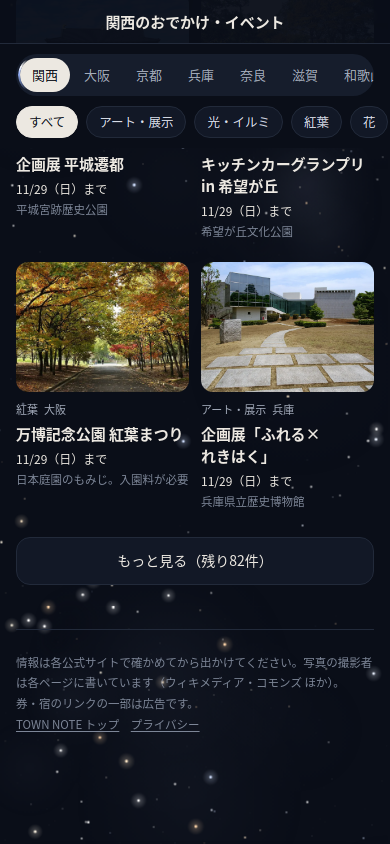 関西のおでかけ・イベント
関西 大阪 京都 兵庫 奈良 滋賀 和歌
すべて アート・展示 光・イルミ 紅葉 花
企画展 平城遷都
11/29（日）まで
平城宮跡歴史公園
キッチンカーグランプリ
in 希望が丘
11/29（日）まで
希望が丘文化公園
紅葉 大阪
万博記念公園 紅葉まつり
11/29（日）まで
日本庭園のもみじ。入園料が必要
アート・展示 兵庫
企画展「ふれる×
れきはく」
11/29（日）まで
兵庫県立歴史博物館
もっと見る（残り82件）
情報は各公式サイトで確かめてから出かけてください。写真の撮影者
は各ページに書いています（ウィキメディア・コモンズ ほか）。
券・宿のリンクの一部は広告です。
TOWN NOTE トップ プライバシー